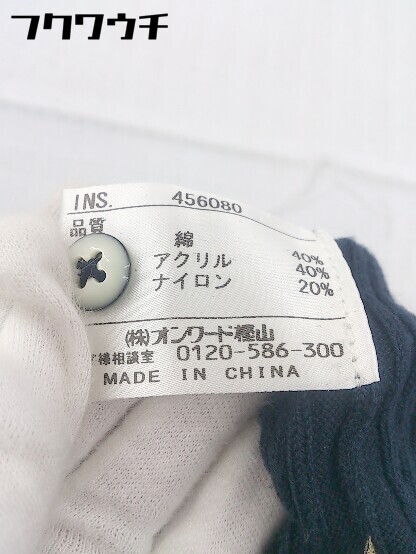 フクワウチ
INS. 456080
品質
綿 40%
アクリル 40%
ナイロン 20%
(株)オンワード樫山
客様相談室 0120-586-300
MADE IN CHINA